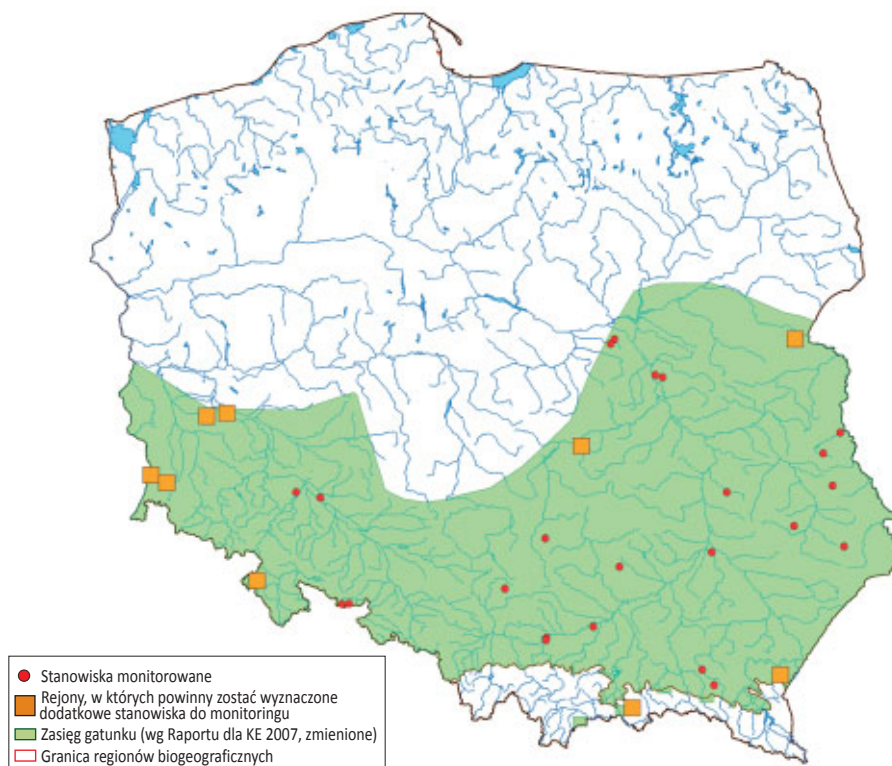 Stanowiska monitorowane
Rejony, w których powinny zostać wyznaczone
dodatkowe stanowiska do monitoringu
Zasięg gatunku (wg Raportu dla KE 2007, zmienione)
Granica regionów biogeograficznych